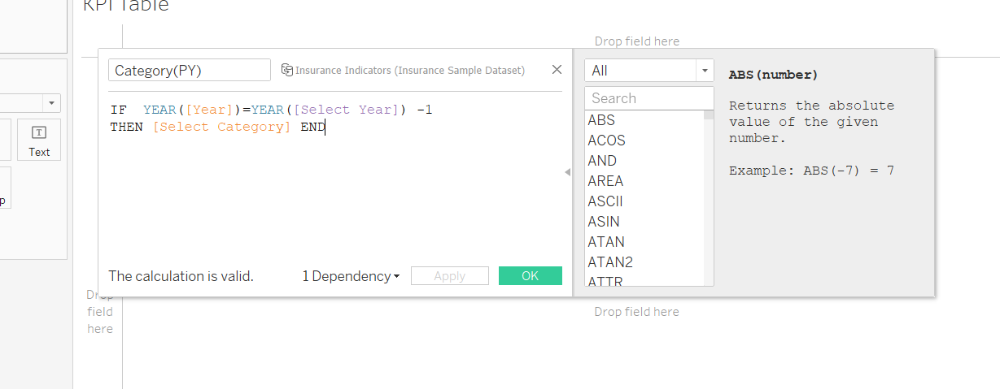 KPI Table
Drop field here
Category(PY)
Insurance Indicators (Insurance Sample Dataset)
IF  YEAR([Year])=YEAR([Select Year]) -1
THEN [Select Category] END
The calculation is valid.
1 Dependency
Apply
OK
All
Search
ABS
ACOS
AND
AREA
ASCII
ASIN
ATAN
ATAN2
ATTR
ABS(number)
Returns the absolute
value of the given
number.
Example: ABS(-7) = 7
T
Text
p
Drop
field
here
Drop field here